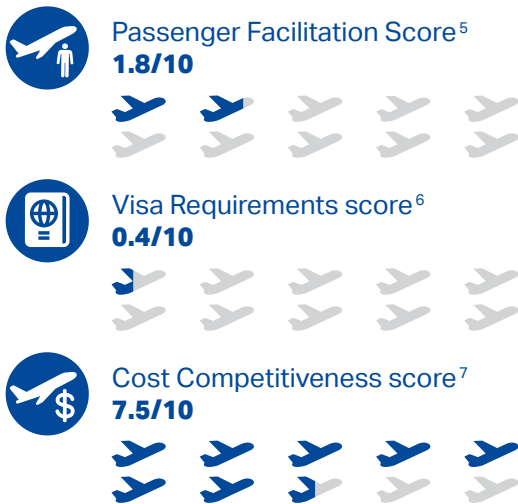 Passenger Facilitation Score⁵
1.8/10
Visa Requirements score⁶
0.4/10
$
Cost Competitiveness score⁷
7.5/10